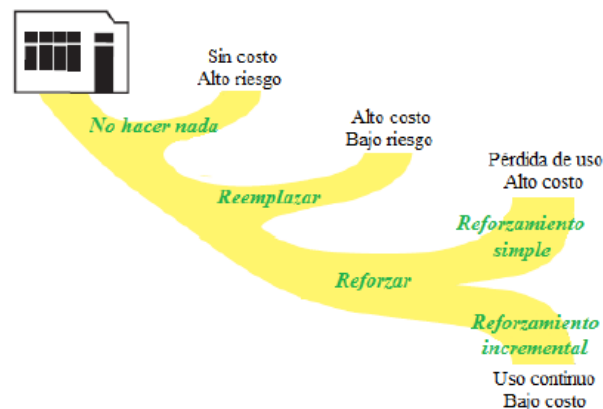 Sin costo
Alto riesgo
No hacer nada
Alto costo
Bajo riesgo
Reemplazar
Pérdida de uso
Alto costo
Reforzamiento
simple
Reforzar
Reforzamiento
incremental
Uso continuo
Bajo costo